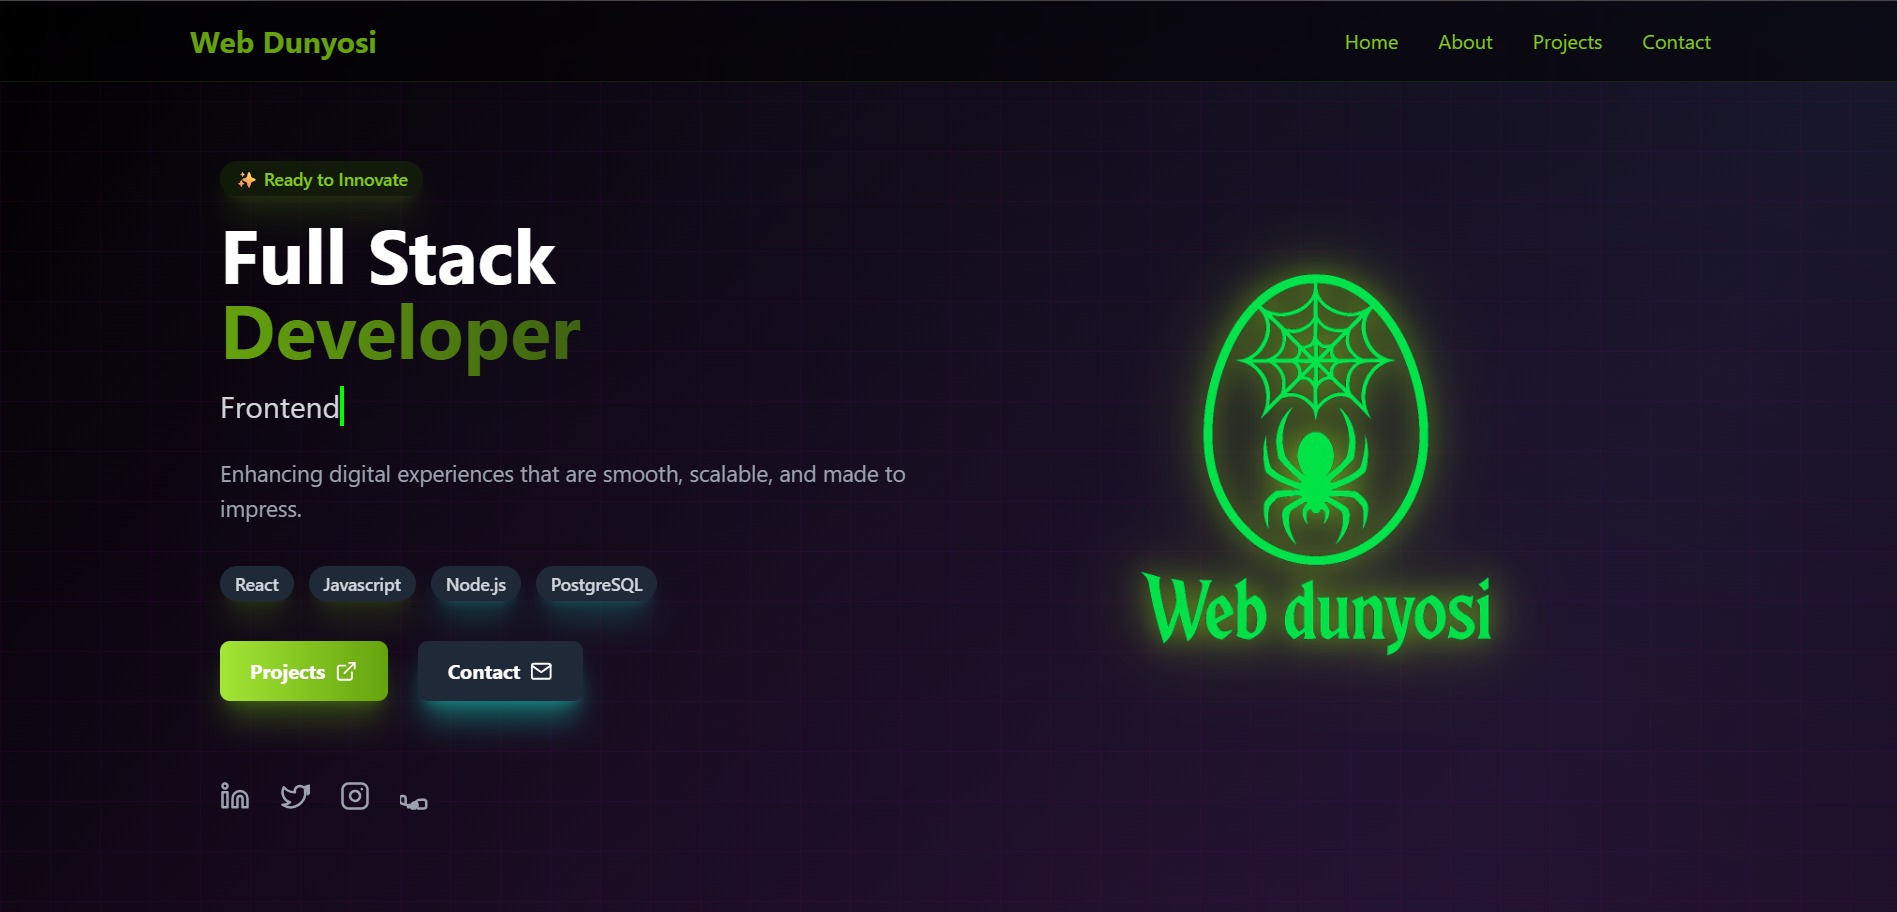 Web Dunyosi
Home
About
Projects
Contact
✨ Ready to Innovate
Full Stack
Developer
Frontend
Enhancing digital experiences that are smooth, scalable, and made to
impress.
React
Javascript
Node.js
PostgreSQL
Projects
Contact
Web dunyosi